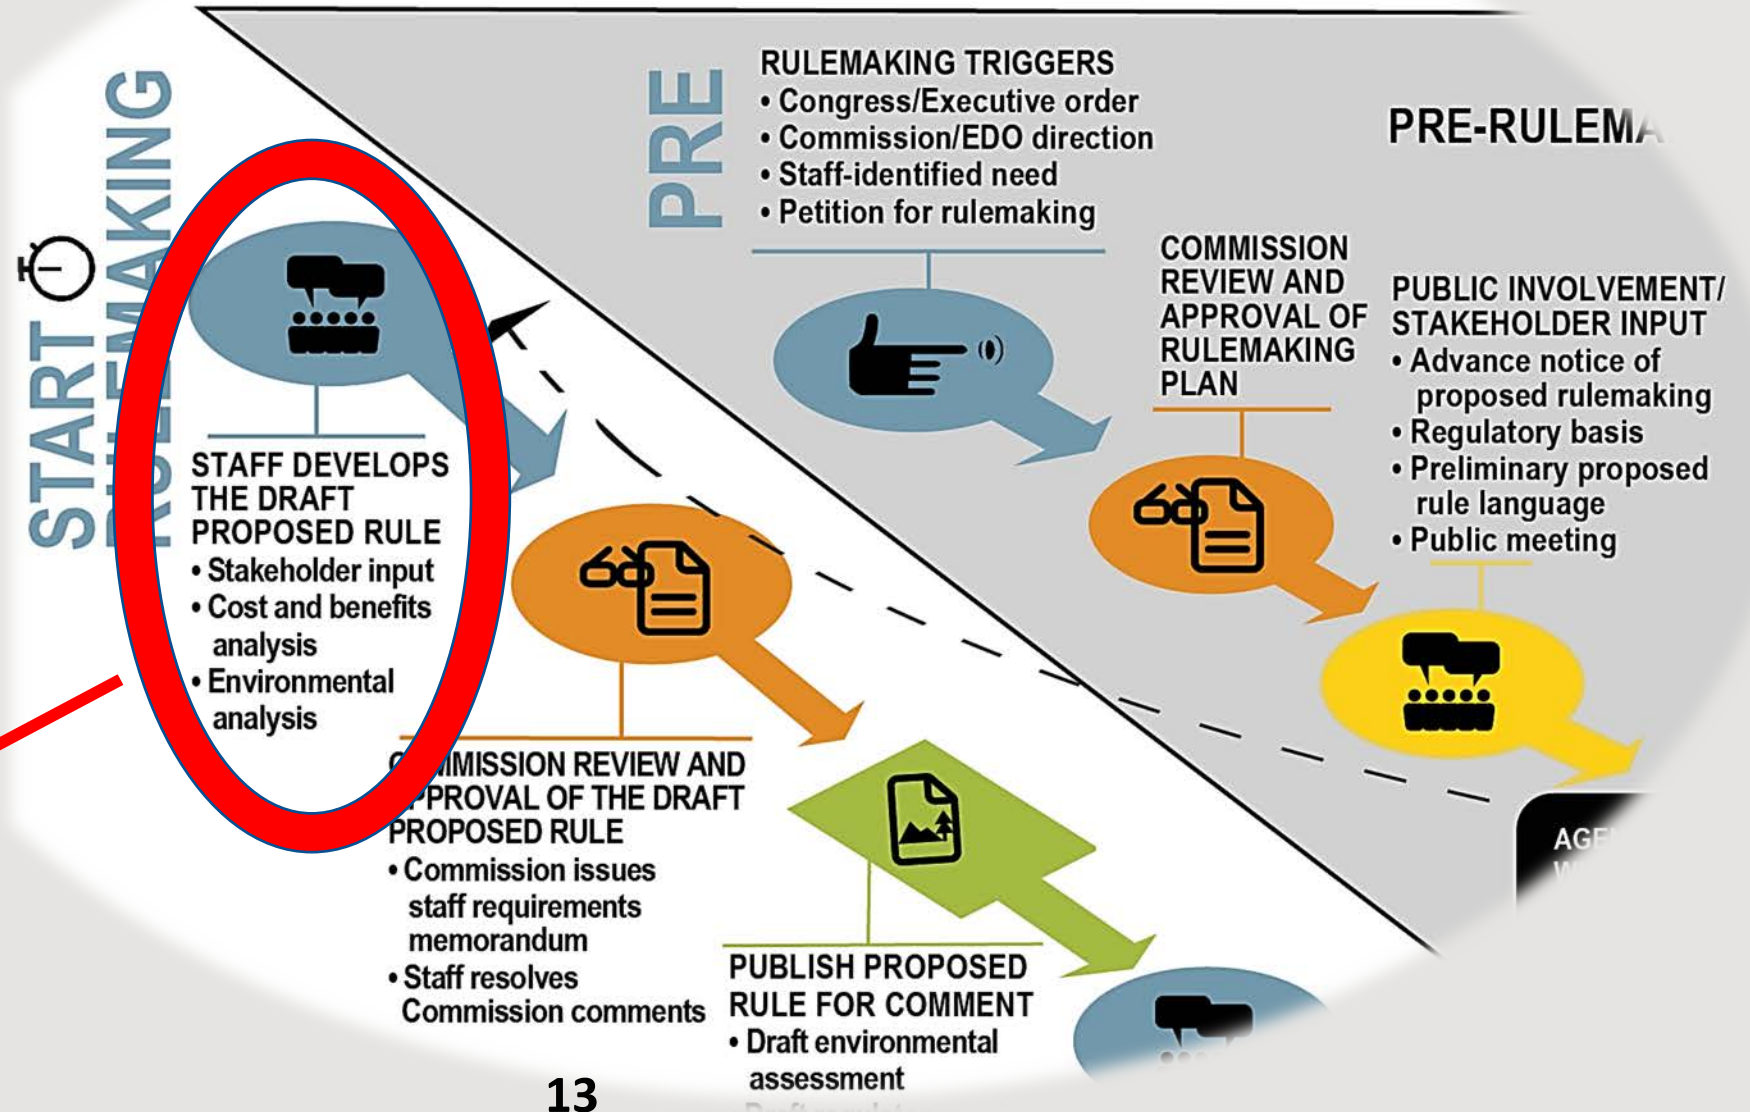 START
RULEMAKING
PRE
RULEMAKING TRIGGERS
• Congress/Executive order
• Commission/EDO direction
• Staff-identified need
• Petition for rulemaking
COMMISSION
REVIEW AND
APPROVAL OF
RULEMAKING
PLAN
PUBLIC INVOLVEMENT/
STAKEHOLDER INPUT
• Advance notice of
proposed rulemaking
• Regulatory basis
• Preliminary proposed
rule language
• Public meeting
STAFF DEVELOPS
THE DRAFT
PROPOSED RULE
• Stakeholder input
• Cost and benefits
analysis
• Environmental
analysis
COMMISSION REVIEW AND
APPROVAL OF THE DRAFT
PROPOSED RULE
• Commission issues
staff requirements
memorandum
• Staff resolves
Commission comments
PUBLISH PROPOSED
RULE FOR COMMENT
• Draft environmental
assessment
13